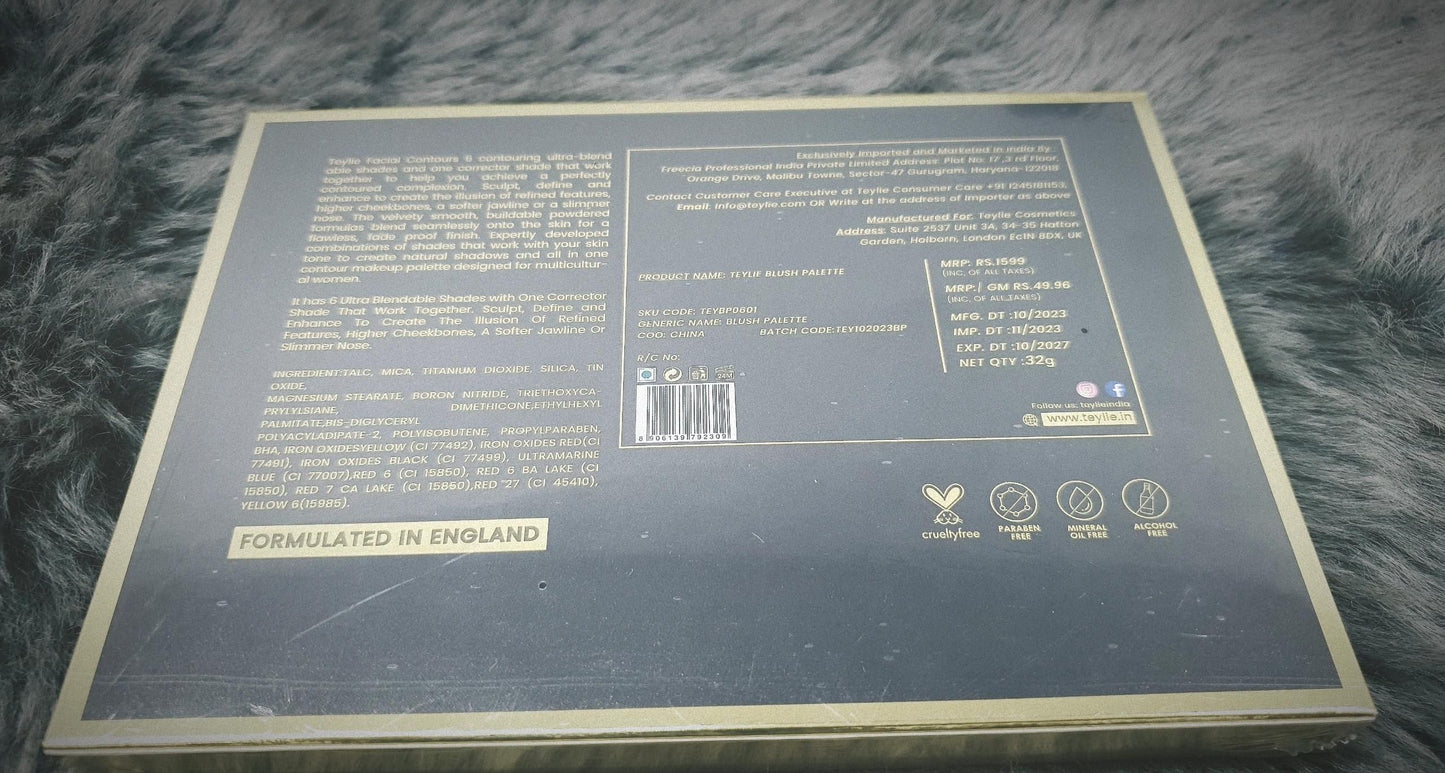 Teylie Facial Contours 6 contouring ultra-blend
able shades and one corrector shade that work
together to help you achieve a perfectly
contoured complexion. Sculpt, define and
enhance to create the illusion of refined features,
higher cheekbones, a softer jawline or a slimmer
nose. The velvety smooth, buildable powdered
formulas blend seamlessly onto the skin for a
flawless, fade proof finish. Expertly developed
combinations of shades that work with your skin
tone to create natural shadows and all in one
contour makeup palette designed for multicultur-
al women.
It has 6 Ultra Blendable Shades with One Corrector
Shade That Work Together. Sculpt, Define and
Enhance To Create The Illusion Of Refined
Features, Higher Cheekbones, A Softer Jawline Or
Slimmer Nose.
INGREDIENT:TALC, MICA, TITANIUM DIOXIDE, SILICA, TIN
OXIDE,
MAGNESIUM STEARATE, BORON NITRIDE, TRIETHOXYCA-
PRYLYLSIANE, DIMETHICONE,ETHYLHEXYL
PALMITATE,BIS-DIGLYCERYL
POLYACYLADIPATE-2, POLYISOBUTENE, PROPYLPARABEN,
BHA, IRON OXIDESYELLOW (CI 77492), IRON OXIDES RED(CI
77491), IRON OXIDES BLACK (CI 77499), ULTRAMARINE
BLUE (CI 77007),RED 6 (CI 15850), RED 6 BA LAKE (CI
15850), RED 7 CA LAKE (CI 15850),RED 27 (CI 45410),
YELLOW 6(15985).
FORMULATED IN ENGLAND
Exclusively Imported and Marketed in India By:
Freecia Professional India Private Limited Address: Plot No: 17 ,3 rd Floor,
Orange Drive, Malibu Towne, Sector-47 Gurugram, Haryana-122018
Contact Customer Care Executive at Teylie Consumer Care +91 1245181153,
Email: Info@teylie.com OR Write at the address of Importer as above
Manufactured For: Teylie Cosmetics
Address: Suite 2537 Unit 3A, 34-35 Hatton
Garden, Holborn, London Ec1N 8DX, UK
PRODUCT NAME: TEYLIE BLUSH PALETTE
SKU CODE: TEYBP0601
GENERIC NAME: BLUSH PALETTE
COO: CHINA BATCH CODE:TEY102023BP
R/C No:
24M
8 906139 792309
MRP: RS.1599
(INC. OF ALL TAXES)
MRP:/ GM RS.49.96
(INC. OF ALL TAXES)
MFG. DT :10/2023
IMP. DT :11/2023
EXP. DT :10/2027
NET QTY :32g
Follow us: teylieindia
www.teylie.in
crueltyfree
PARABEN
FREE
MINERAL
OIL FREE
ALCOHOL
FREE